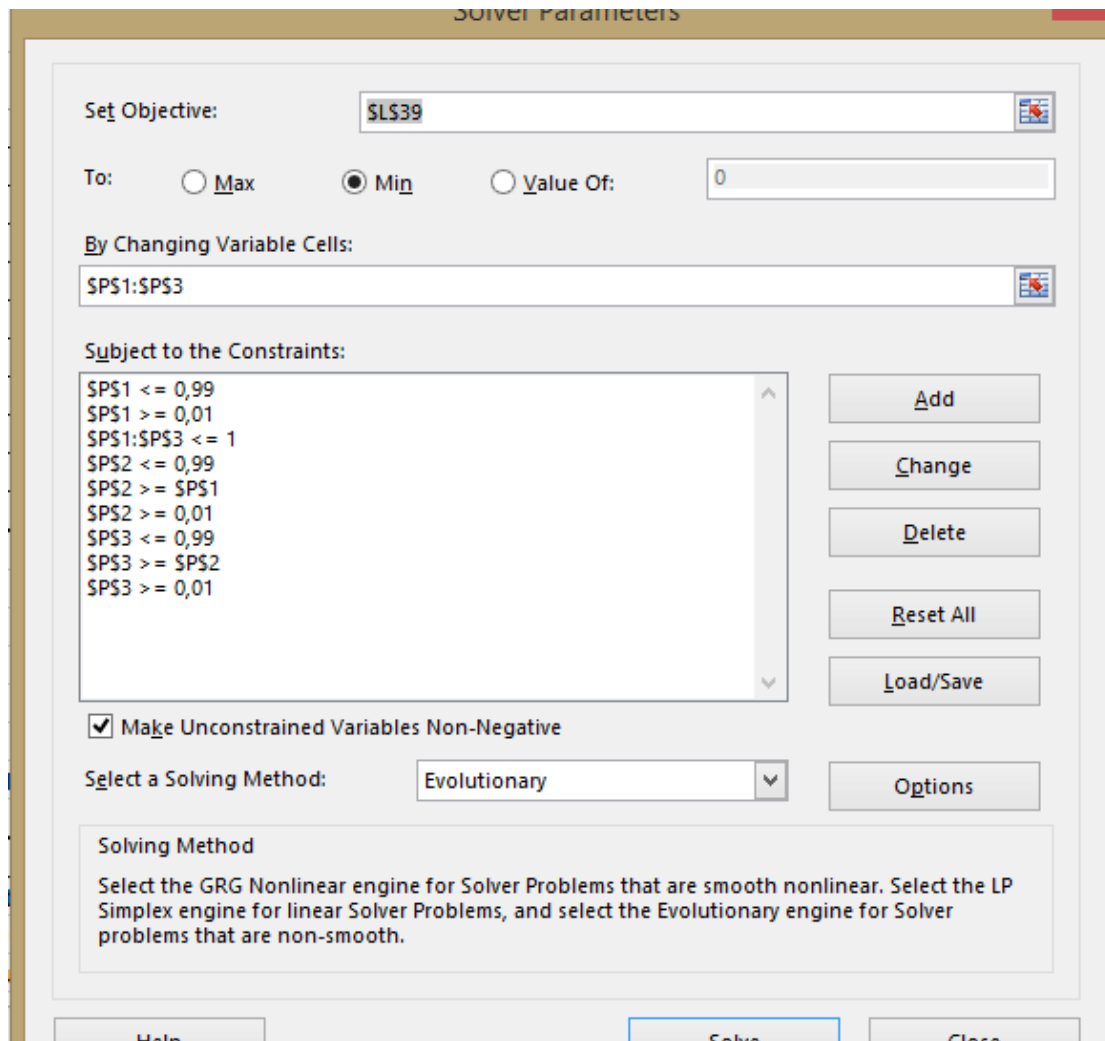 Solver Parameters
Set Objective: $L$39
To: Max Min Value Of: 0
By Changing Variable Cells:
$P$1:$P$3
Subject to the Constraints:
$P$1 <= 0,99
$P$1 >= 0,01
$P$1:$P$3 <= 1
$P$2 <= 0,99
$P$2 >= $P$1
$P$2 >= 0,01
$P$3 <= 0,99
$P$3 >= $P$2
$P$3 >= 0,01
Add
Change
Delete
Reset All
Load/Save
Make Unconstrained Variables Non-Negative
Select a Solving Method: Evolutionary Options
Solving Method
Select the GRG Nonlinear engine for Solver Problems that are smooth nonlinear. Select the LP
Simplex engine for linear Solver Problems, and select the Evolutionary engine for Solver
problems that are non-smooth.
Help Solve Close